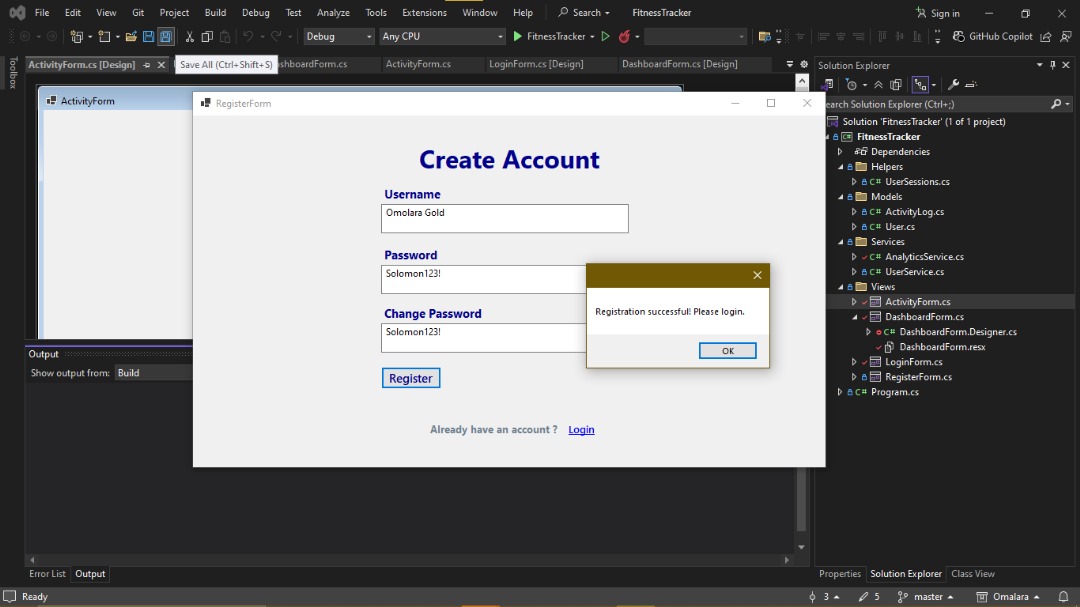 File Edit View Git Project Build Debug Test Analyze Tools Extensions Window Help Search FitnessTracker Sign in
Debug Any CPU FitnessTracker GitHub Copilot
Toolbox
ActivityForm.cs [Design] Save All (Ctrl+Shift+S) shboardForm.cs ActivityForm.cs LoginForm.cs [Design] DashboardForm.cs [Design]
ActivityForm
RegisterForm
Create Account
Username
Omolara Gold
Password
Solomon123!
Change Password
Solomon123!
Register
Already have an account ? Login
Registration successful! Please login.
OK
Output
Show output from: Build
Error List Output
Solution Explorer
earch Solution Explorer (Ctrl+;)
Solution 'FitnessTracker' (1 of 1 project)
FitnessTracker
Dependencies
Helpers
C# UserSessions.cs
Models
C# ActivityLog.cs
C# User.cs
Services
C# AnalyticsService.cs
C# UserService.cs
Views
ActivityForm.cs
DashboardForm.cs
C# DashboardForm.Designer.cs
DashboardForm.resx
LoginForm.cs
RegisterForm.cs
C# Program.cs
Properties Solution Explorer Class View
Ready 3 5 master Omalara